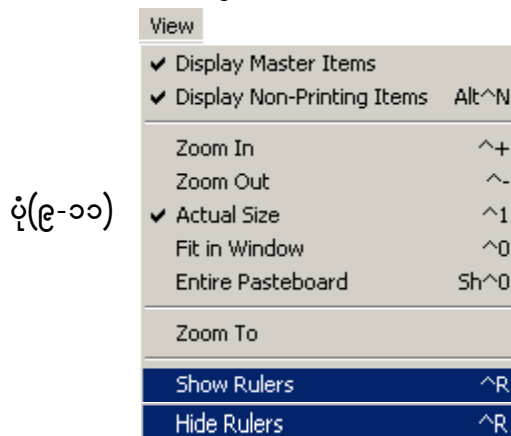 View
✔ Display Master Items
✔ Display Non-Printing Items Alt^N
Zoom In ^+
Zoom Out ^-
ပုံ(၉-၁၁)
✔ Actual Size ^1
Fit in Window ^0
Entire Pasteboard Sh^0
Zoom To
Show Rulers ^R
Hide Rulers ^R